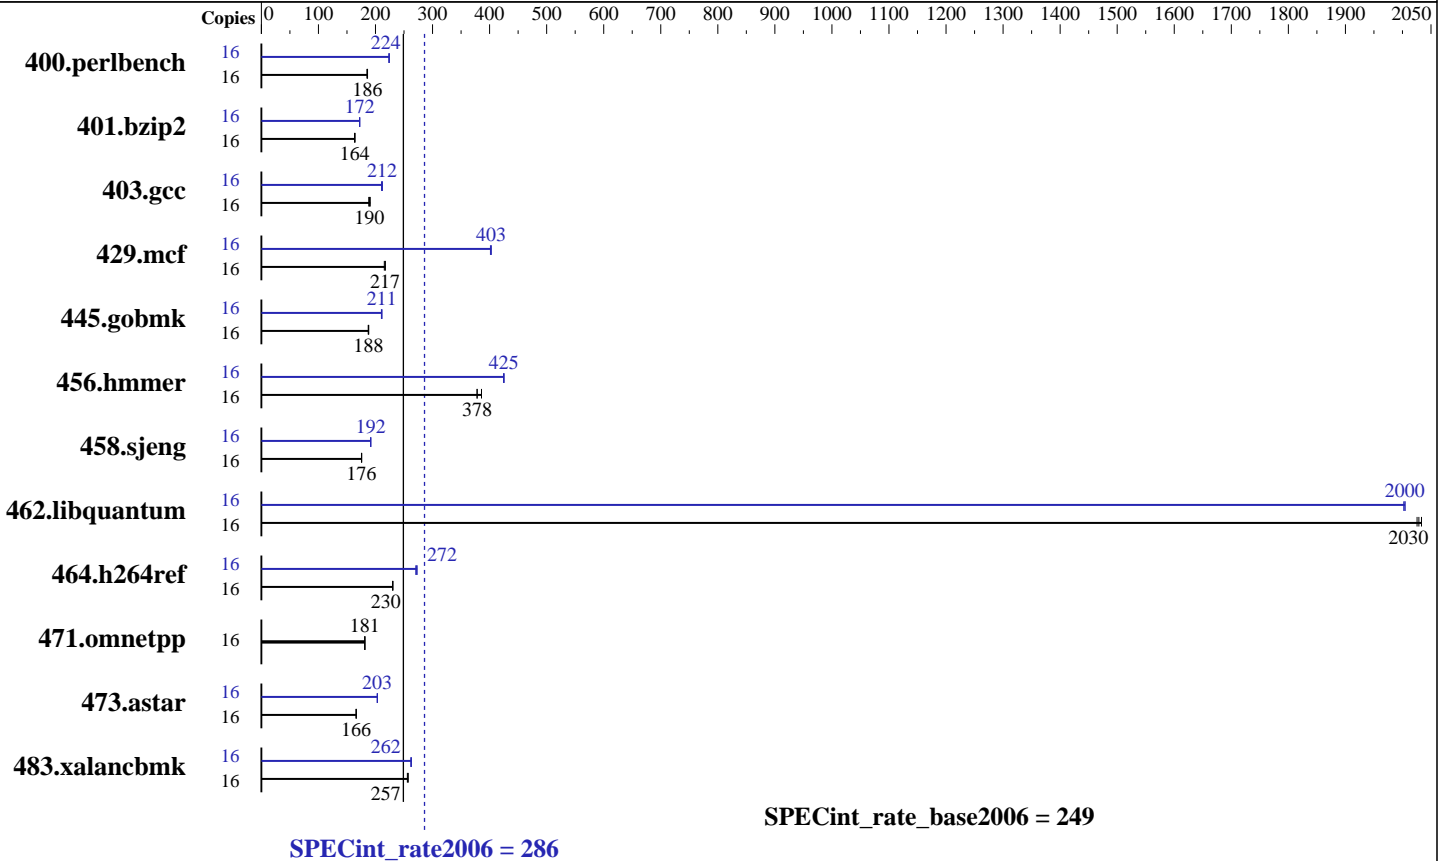 Copies 0 100 200 300 400 500 600 700 800 900 1000 1100 1200 1300 1400 1500 1600 1700 1800 1900 2050
400.perlbench 16 224
16 186
401.bzip2 16 172
16 164
403.gcc 16 212
16 190
429.mcf 16 403
16 217
445.gobmk 16 211
16 188
456.hmmer 16 425
16 378
458.sjeng 16 192
16 176
462.libquantum 16 2000
16 2030
464.h264ref 16 272
16 230
471.omnetpp 16 181
473.astar 16 203
16 166
483.xalancbmk 16 262
16 257
SPECint_rate_base2006 = 249
SPECint_rate2006 = 286